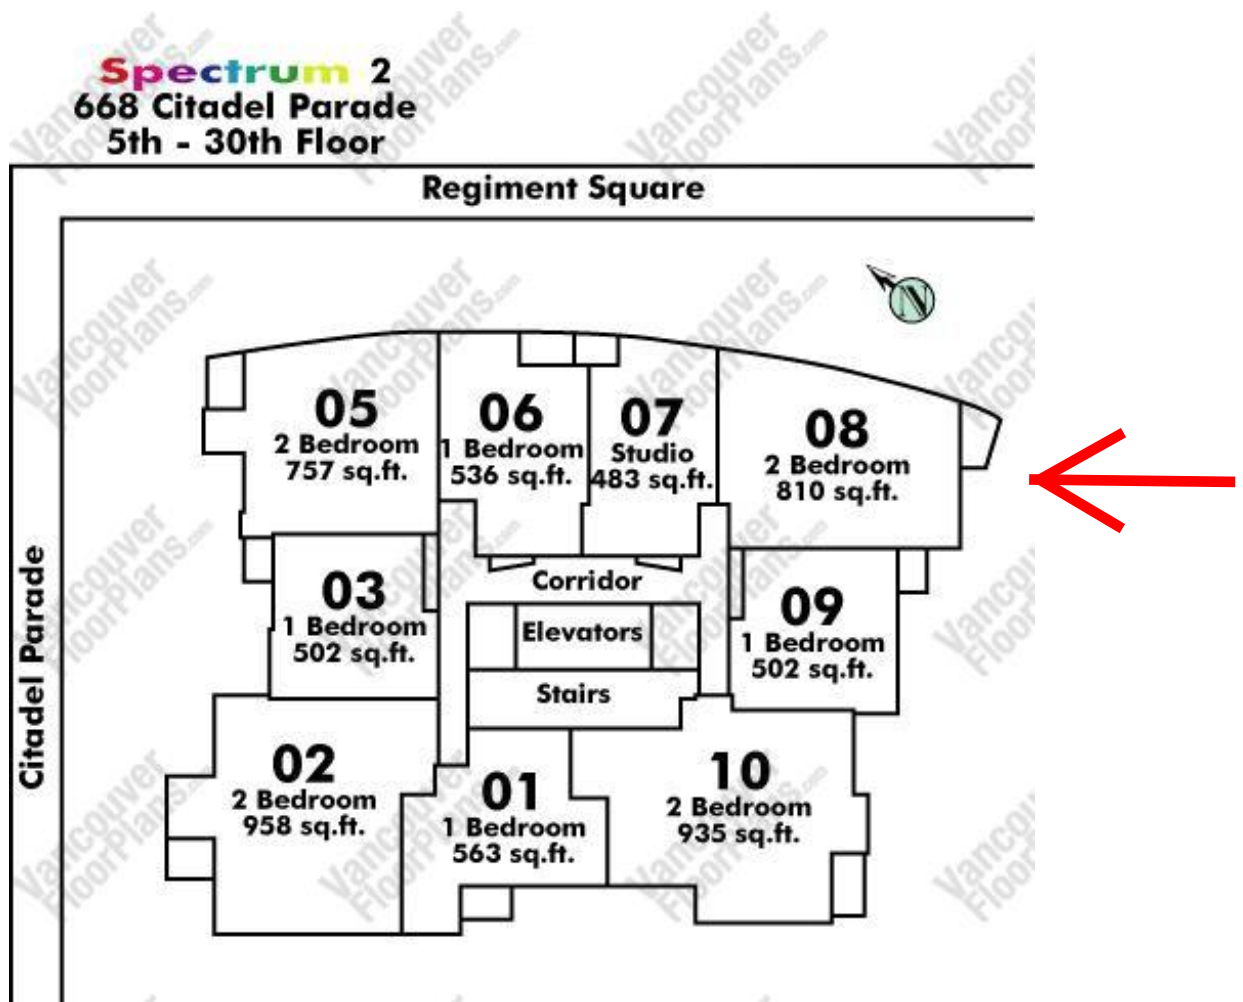 Spectrum 2
668 Citadel Parade
5th - 30th Floor
Regiment Square
N
05
2 Bedroom
757 sq.ft.
06
1 Bedroom
536 sq.ft.
07
Studio
483 sq.ft.
08
2 Bedroom
810 sq.ft.
Corridor
Elevators
Stairs
03
1 Bedroom
502 sq.ft.
09
1 Bedroom
502 sq.ft.
Citadel Parade
02
2 Bedroom
958 sq.ft.
01
1 Bedroom
563 sq.ft.
10
2 Bedroom
935 sq.ft.
Vancouver
FloorPlans.com